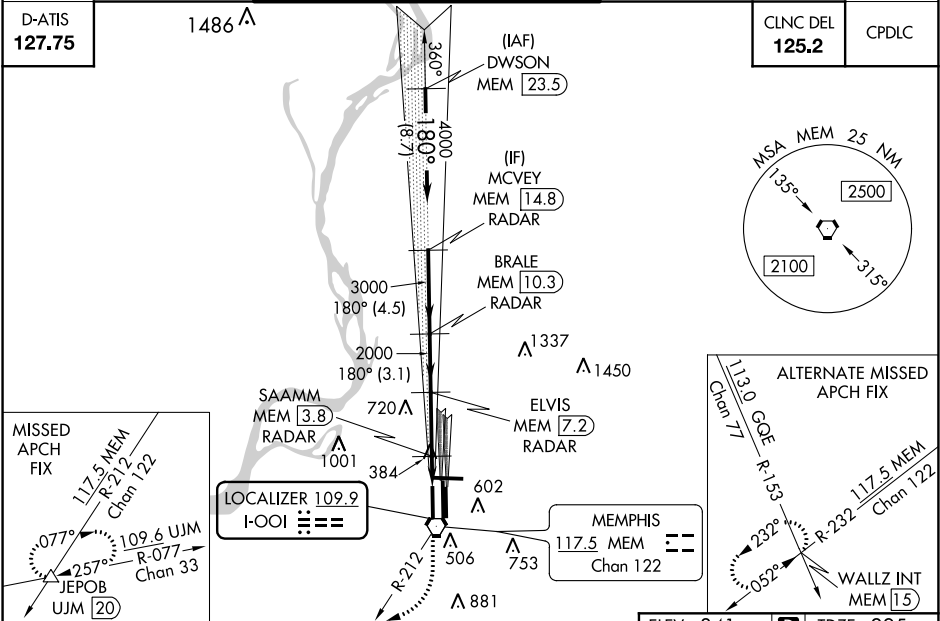 D-ATIS
127.75
1486
CLNC DEL
125.2
CPDLC
(IAF)
DWSON
MEM 23.5
360°
4000
180°
(8.7)
(IF)
MCVEY
MEM 14.8
RADAR
MSA MEM 25 NM
135°
2500
2100
315°
BRALE
MEM 10.3
RADAR
3000
180° (4.5)
2000
180° (3.1)
1337
1450
SAAMM
MEM 3.8
RADAR
720
ELVIS
MEM 7.2
RADAR
1001
384
602
LOCALIZER 109.9
I-OOI
MEMPHIS
117.5 MEM
Chan 122
506
753
881
R-212
MISSED
APCH
FIX
117.5 MEM
R-212
Chan 122
077°
109.6 UJM
257°
R-077
Chan 33
JEPOB
UJM 20
ALTERNATE MISSED
APCH FIX
113.0 GQE
Chan 77
R-153
117.5 MEM
R-232
Chan 122
232°
052°
WALLZ INT
MEM 15